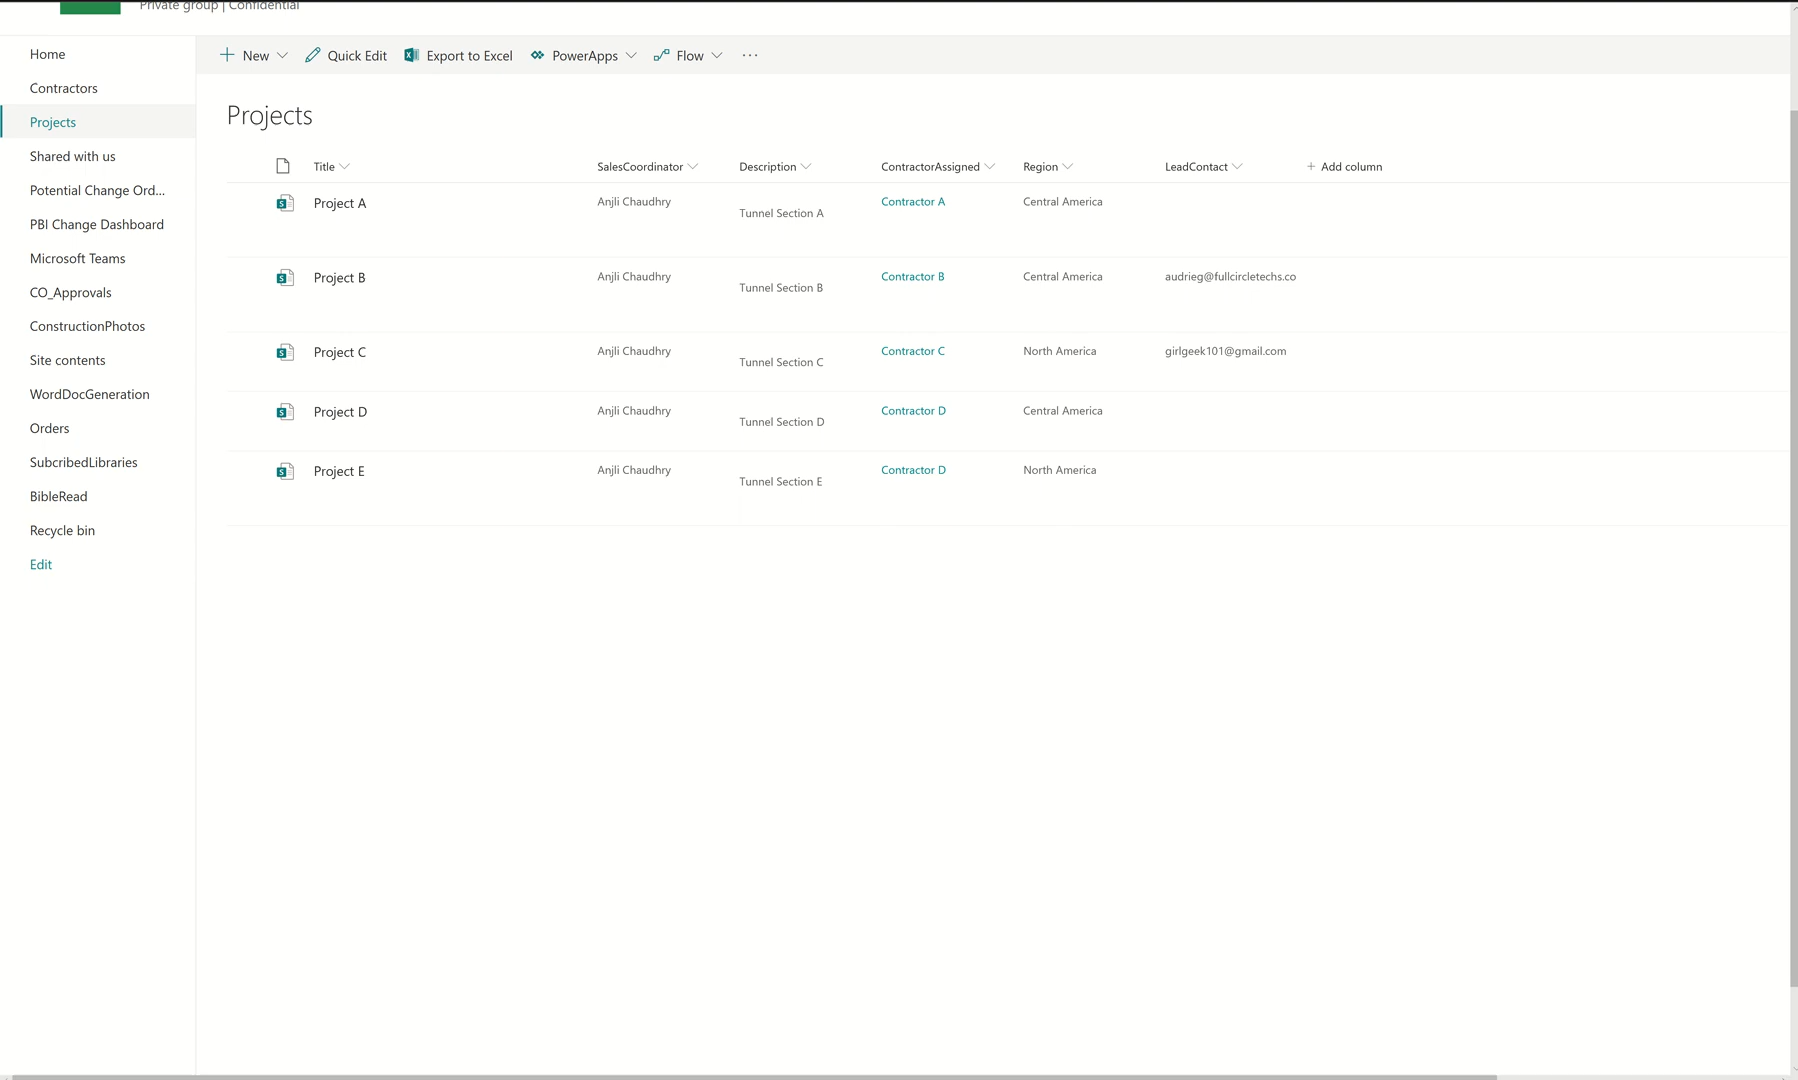 Private group | Confidential
Home
Contractors
Projects
Shared with us
Potential Change Ord...
PBI Change Dashboard
Microsoft Teams
CO_Approvals
ConstructionPhotos
Site contents
WordDocGeneration
Orders
SubcribedLibraries
BibleRead
Recycle bin
Edit
New Quick Edit Export to Excel PowerApps Flow ...
Projects
Title SalesCoordinator Description ContractorAssigned Region LeadContact + Add column
Project A Anjli Chaudhry Tunnel Section A Contractor A Central America
Project B Anjli Chaudhry Tunnel Section B Contractor B Central America audrieg@fullcircletechs.co
Project C Anjli Chaudhry Tunnel Section C Contractor C North America girlgeek101@gmail.com
Project D Anjli Chaudhry Tunnel Section D Contractor D Central America
Project E Anjli Chaudhry Tunnel Section E Contractor D North America